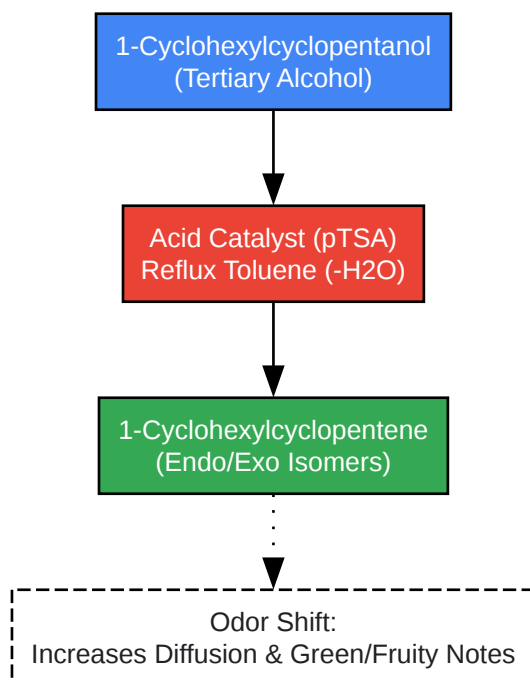 1-Cyclohexylcyclopentanol
(Tertiary Alcohol)
Acid Catalyst (pTSA)
Reflux Toluene (-H2O)
1-Cyclohexylcyclopentene
(Endo/Exo Isomers)
Odor Shift:
Increases Diffusion & Green/Fruity Notes